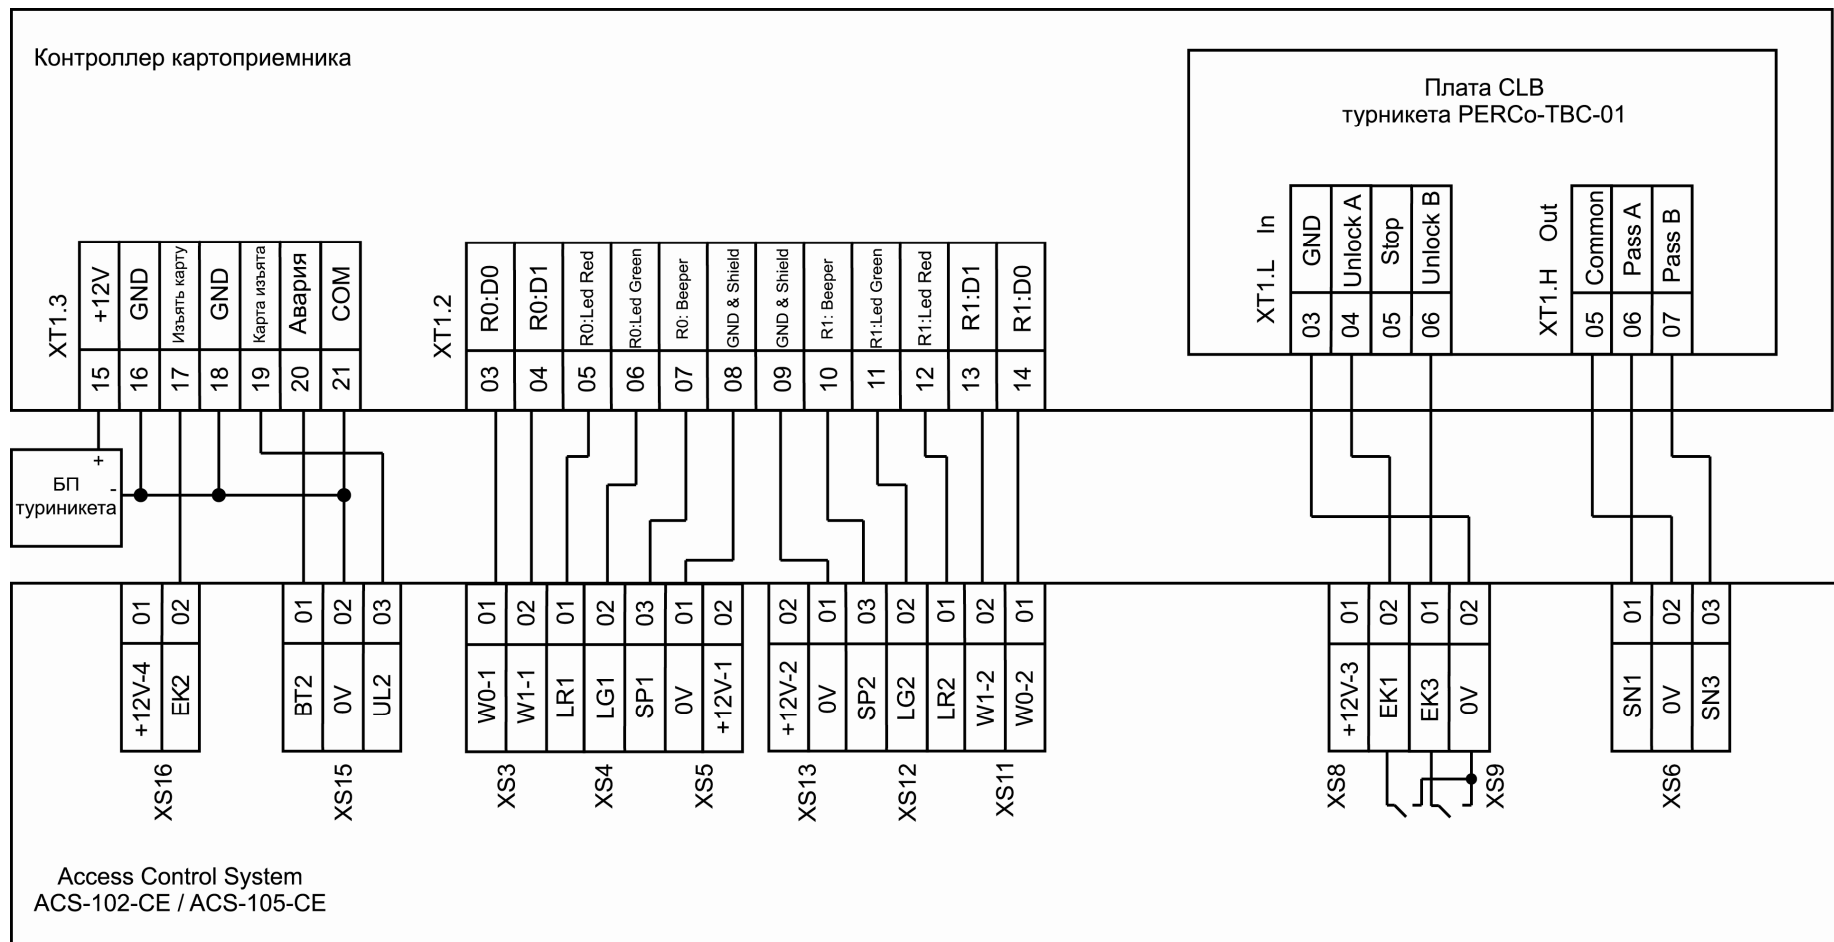 Контроллер картоприемника
Плата CLB
турникета PERCo-TBC-01
XT1.3
+12V
GND
Изъять карту
GND
Карта изъята
Авария
COM
15
16
17
18
19
20
21
XT1.2
R0:D0
R0:D1
R0:Led Red
R0:Led Green
R0: Beeper
GND & Shield
GND & Shield
R1: Beeper
R1:Led Green
R1:Led Red
R1:D1
R1:D0
03
04
05
06
07
08
09
10
11
12
13
14
XT1.L In
GND
Unlock A
Stop
Unlock B
03
04
05
06
XT1.H Out
Common
Pass A
Pass B
05
06
07
+
-
БП
туриникета
01
02
+12V-4
EK2
XS16
01
02
03
BT2
0V
UL2
XS15
01
02
01
02
03
01
02
W0-1
W1-1
LR1
LG1
SP1
0V
+12V-1
XS3
XS4
XS5
02
01
03
02
01
02
01
+12V-2
0V
SP2
LG2
LR2
W1-2
W0-2
XS13
XS12
XS11
01
02
01
02
+12V-3
EK1
EK3
0V
XS8
XS9
01
02
03
SN1
0V
SN3
XS6
Access Control System
ACS-102-CE / ACS-105-CE